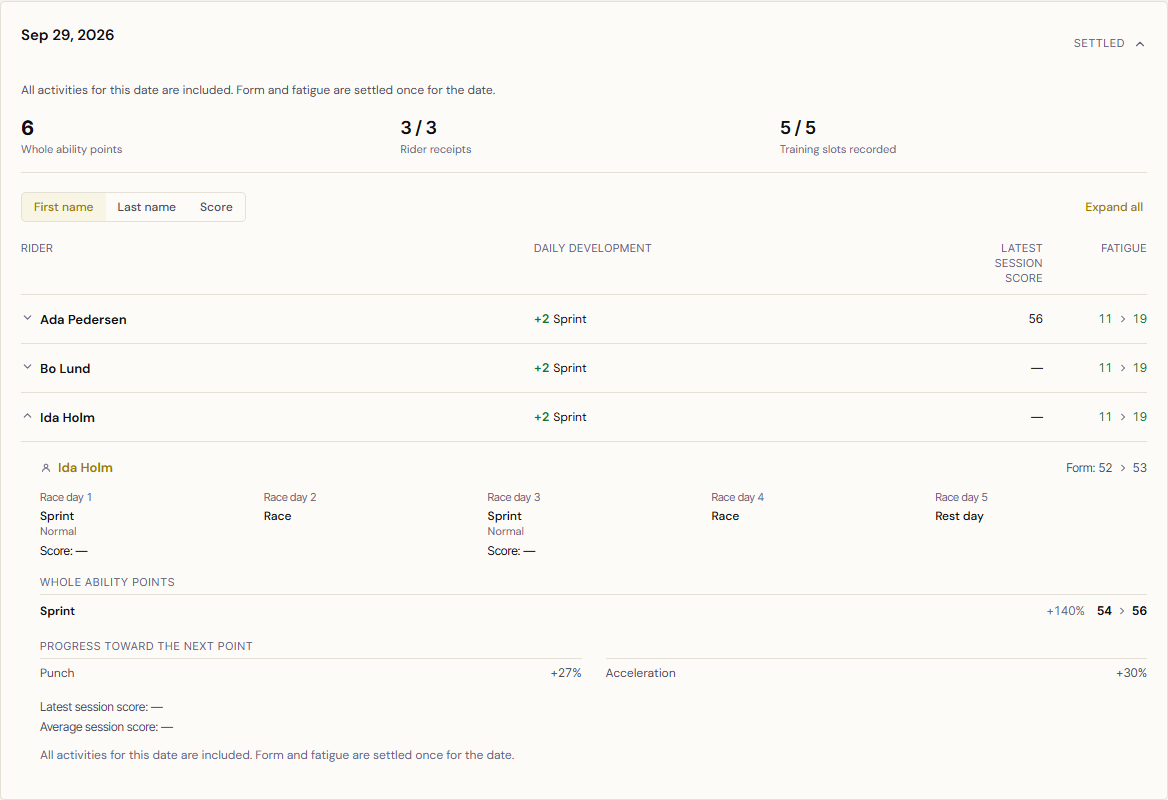 Sep 29, 2026
SETTLED
All activities for this date are included. Form and fatigue are settled once for the date.
6
Whole ability points
3 / 3
Rider receipts
5 / 5
Training slots recorded
First name Last name Score
Expand all
RIDER DAILY DEVELOPMENT LATEST SESSION SCORE FATIGUE
Ada Pedersen +2 Sprint 56 11 > 19
Bo Lund +2 Sprint — 11 > 19
Ida Holm +2 Sprint — 11 > 19
Ida Holm Form: 52 > 53
Race day 1 Race day 2 Race day 3 Race day 4 Race day 5
Sprint Race Sprint Race Rest day
Normal Normal
Score: — Score: —
WHOLE ABILITY POINTS
Sprint +140% 54 > 56
PROGRESS TOWARD THE NEXT POINT
Punch +27% Acceleration +30%
Latest session score: —
Average session score: —
All activities for this date are included. Form and fatigue are settled once for the date.